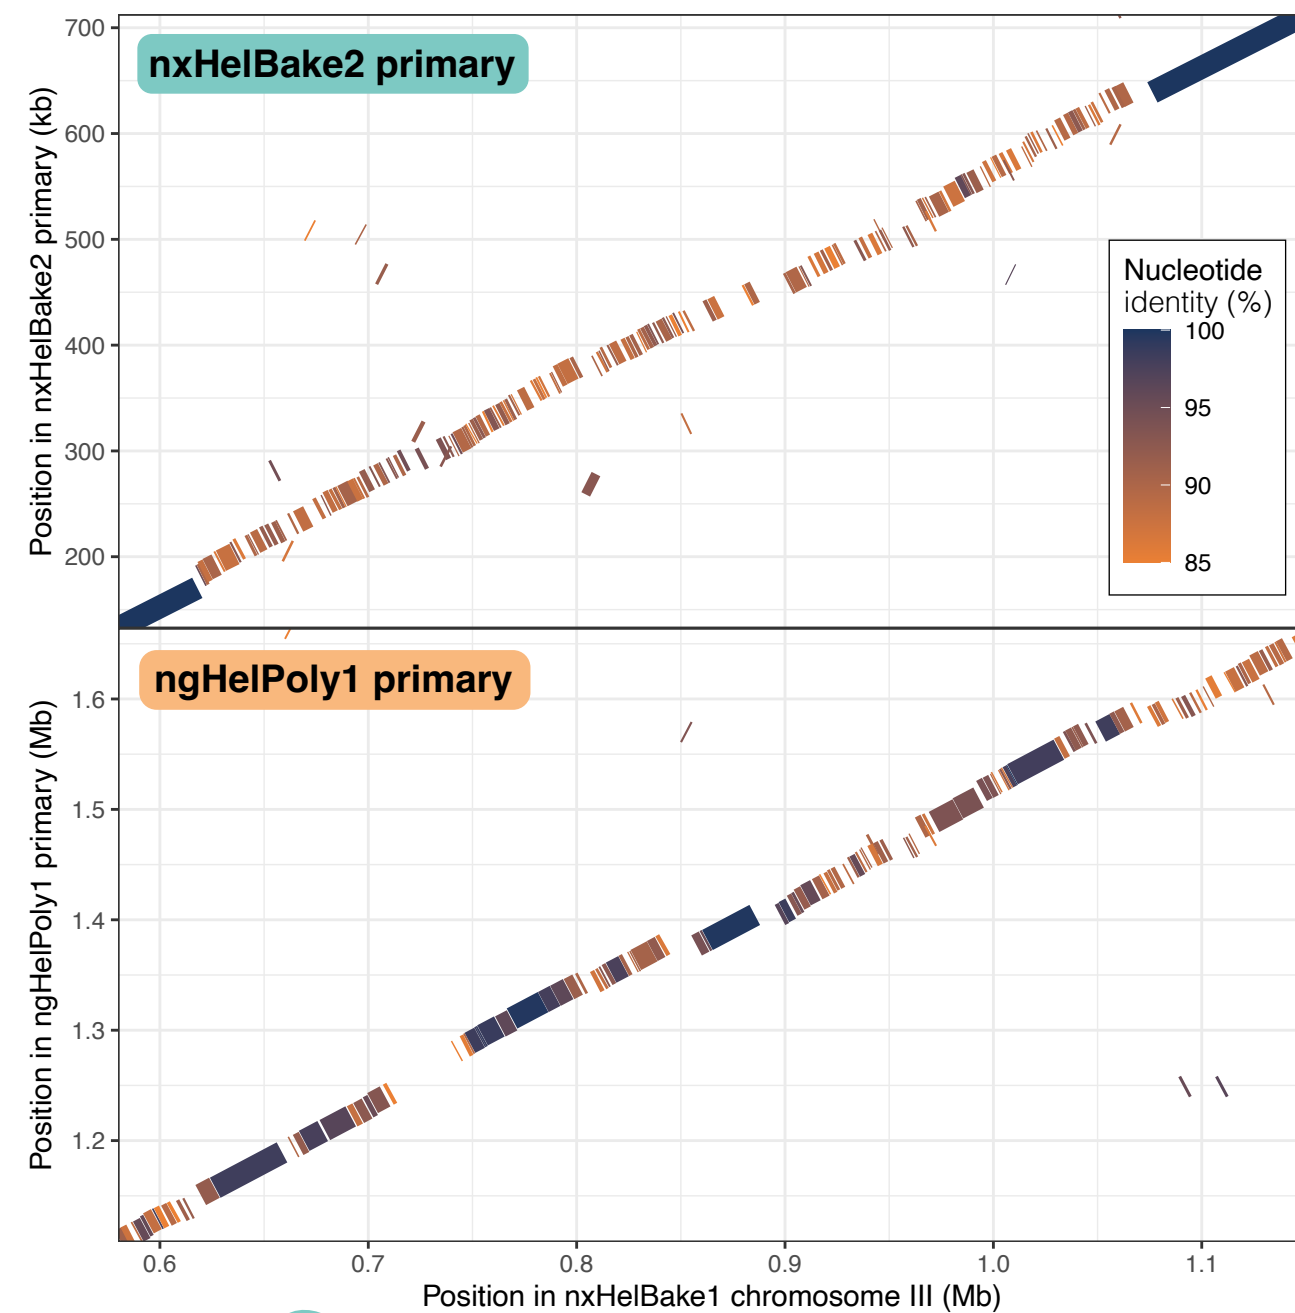 nxHelBake2 primary
Position in nxHelBake2 primary (kb)
700
600
500
400
300
200
Nucleotide
identity (%)
100
95
90
85
ngHelPoly1 primary
Position in ngHelPoly1 primary (Mb)
1.6
1.5
1.4
1.3
1.2
0.6 0.7 0.8 0.9 1.0 1.1
Position in nxHelBake1 chromosome III (Mb)